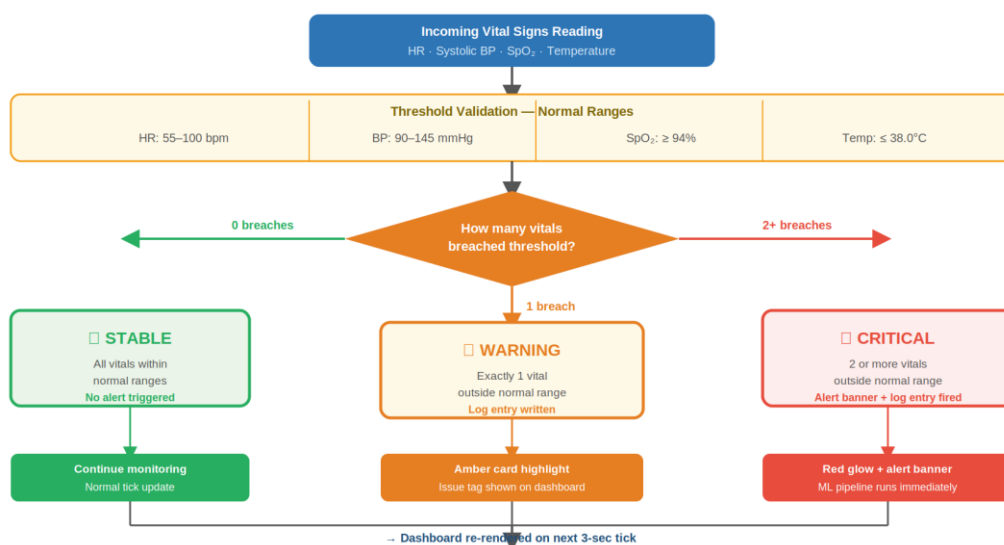 Incoming Vital Signs Reading
HR · Systolic BP · SpO₂ · Temperature
Threshold Validation — Normal Ranges
HR: 55–100 bpm
BP: 90–145 mmHg
SpO₂: ≥ 94%
Temp: ≤ 38.0°C
How many vitals
breached threshold?
0 breaches
2+ breaches
1 breach
STABLE
All vitals within
normal ranges
No alert triggered
WARNING
Exactly 1 vital
outside normal range
Log entry written
CRITICAL
2 or more vitals
outside normal range
Alert banner + log entry fired
Continue monitoring
Normal tick update
Amber card highlight
Issue tag shown on dashboard
Red glow + alert banner
ML pipeline runs immediately
→ Dashboard re-rendered on next 3-sec tick